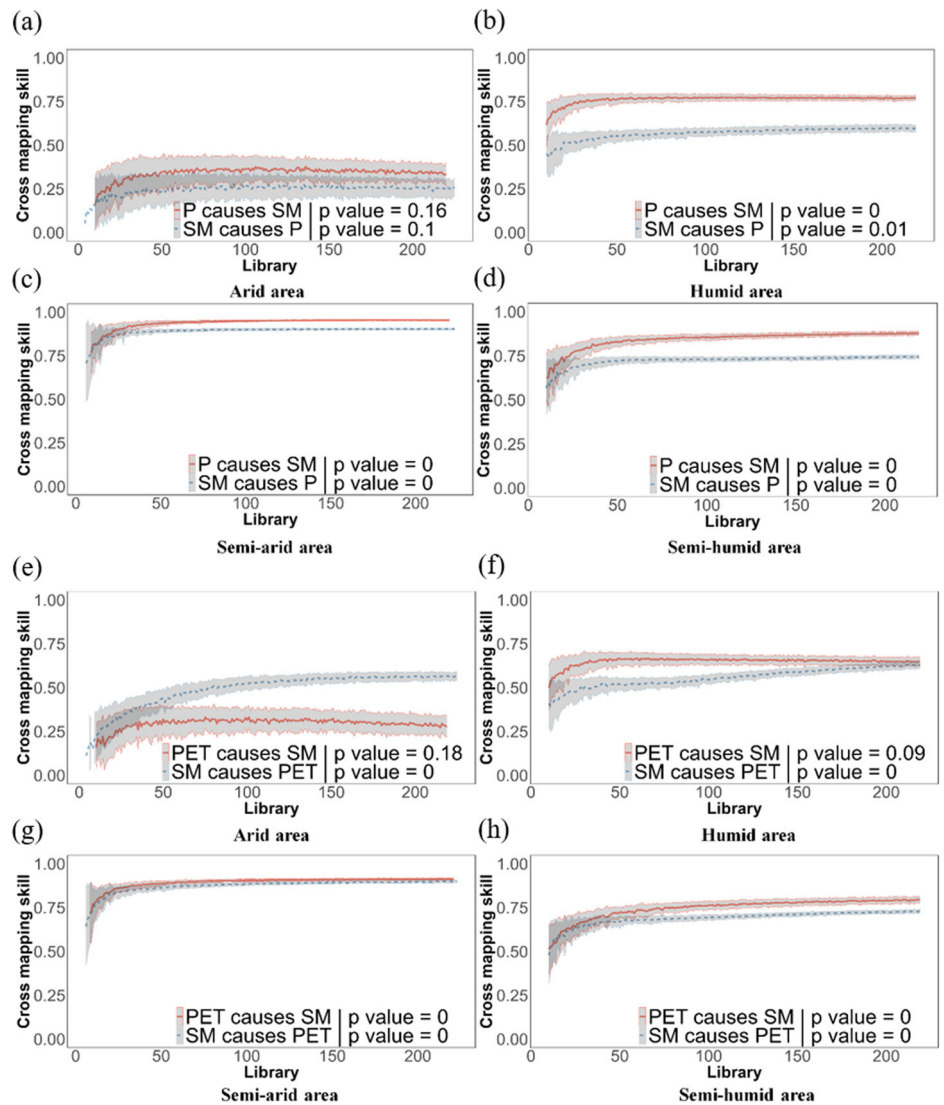 (a)
1.00
0.75
0.50
0.25
0.00
Cross mapping skill
P causes SM | p value = 0.16
SM causes P | p value = 0.1
0 50 100 150 200
Library
Arid area
(b)
1.00
0.75
0.50
0.25
0.00
Cross mapping skill
P causes SM | p value = 0
SM causes P | p value = 0.01
0 50 100 150 200
Library
Humid area
(c)
1.00
0.75
0.50
0.25
0.00
Cross mapping skill
P causes SM | p value = 0
SM causes P | p value = 0
0 50 100 150 200
Library
Semi-arid area
(d)
1.00
0.75
0.50
0.25
0.00
Cross mapping skill
P causes SM | p value = 0
SM causes P | p value = 0
0 50 100 150 200
Library
Semi-humid area
(e)
1.00
0.75
0.50
0.25
0.00
Cross mapping skill
PET causes SM | p value = 0.18
SM causes PET | p value = 0
0 50 100 150 200
Library
Arid area
(f)
1.00
0.75
0.50
0.25
0.00
Cross mapping skill
PET causes SM | p value = 0.09
SM causes PET | p value = 0
0 50 100 150 200
Library
Humid area
(g)
1.00
0.75
0.50
0.25
0.00
Cross mapping skill
PET causes SM | p value = 0
SM causes PET | p value = 0
0 50 100 150 200
Library
Semi-arid area
(h)
1.00
0.75
0.50
0.25
0.00
Cross mapping skill
PET causes SM | p value = 0
SM causes PET | p value = 0
0 50 100 150 200
Library
Semi-humid area